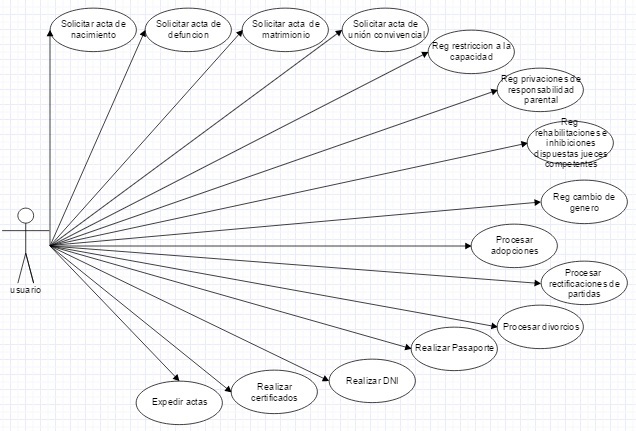 Solicitar acta de
nacimiento
Solicitar acta de
defuncion
Solicitar acta de
matrimionio
Solicitar acta de
unión convivencial
Reg restriccion a la
capacidad
Reg privaciones de
responsabilidad
parental
Reg
rehabilitaciones e
inhibiciones
dispuestas jueces
competentes
Reg cambio de
genero
Procesar
adopciones
Procesar
rectificaciones de
partidas
Procesar divorcios
Realizar Pasaporte
Realizar DNI
Realizar
certificados
Expedir actas
usuario